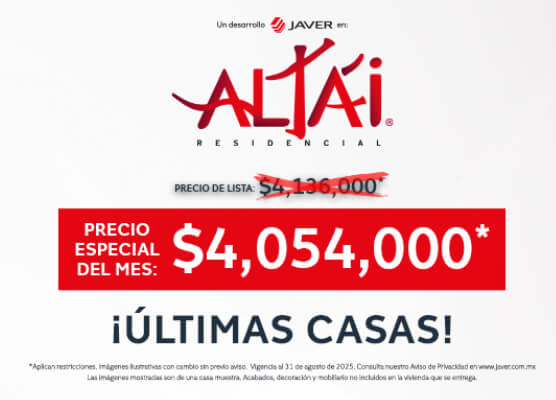 Un desarrollo JAVER en:
ALTA'i®
RESIDENCIAL
PRECIO DE LISTA: $4,136,000*
PRECIO
ESPECIAL
DEL MES:
$4,054,000*
¡ÚLTIMAS CASAS!
*Aplican restricciones. Imágenes ilustrativas con cambio sin previo aviso. Vigencia al 31 de agosto de 2025. Consulta nuestro Aviso de Privacidad en www.javer.com.mx
Las imágenes mostradas son de una casa muestra. Acabados, decoración y mobiliario no incluidos en la vivienda que se entrega.